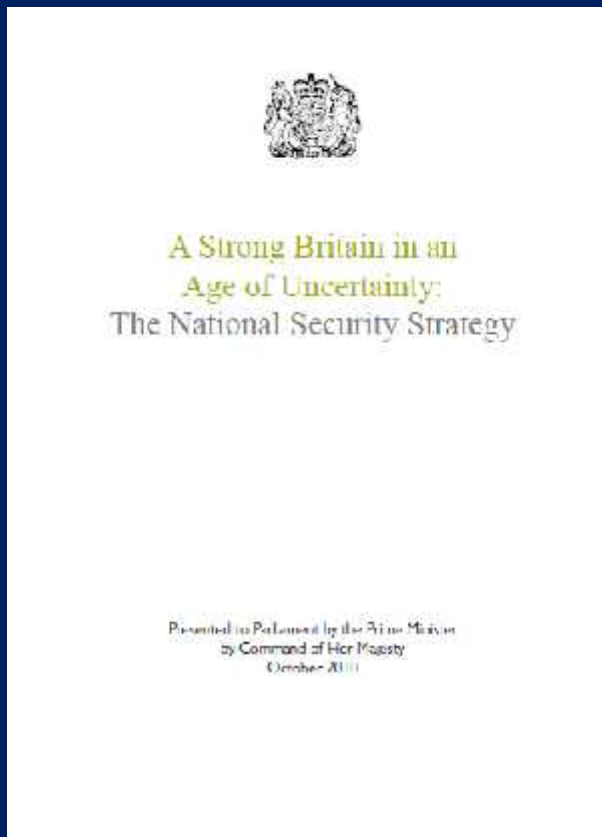 A Strong Britain in an
Age of Uncertainty:
The National Security Strategy
Presented to Parliament by the Prime Minister
by Command of Her Majesty
October 2010